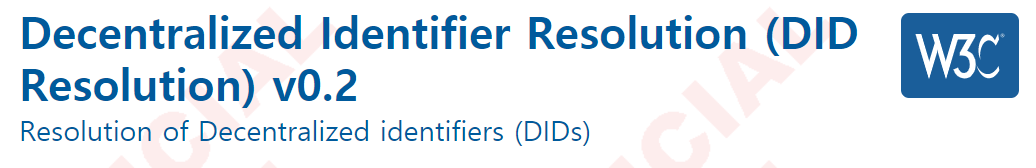 Decentralized Identifier Resolution (DID
Resolution) v0.2
Resolution of Decentralized identifiers (DIDs)
W3C